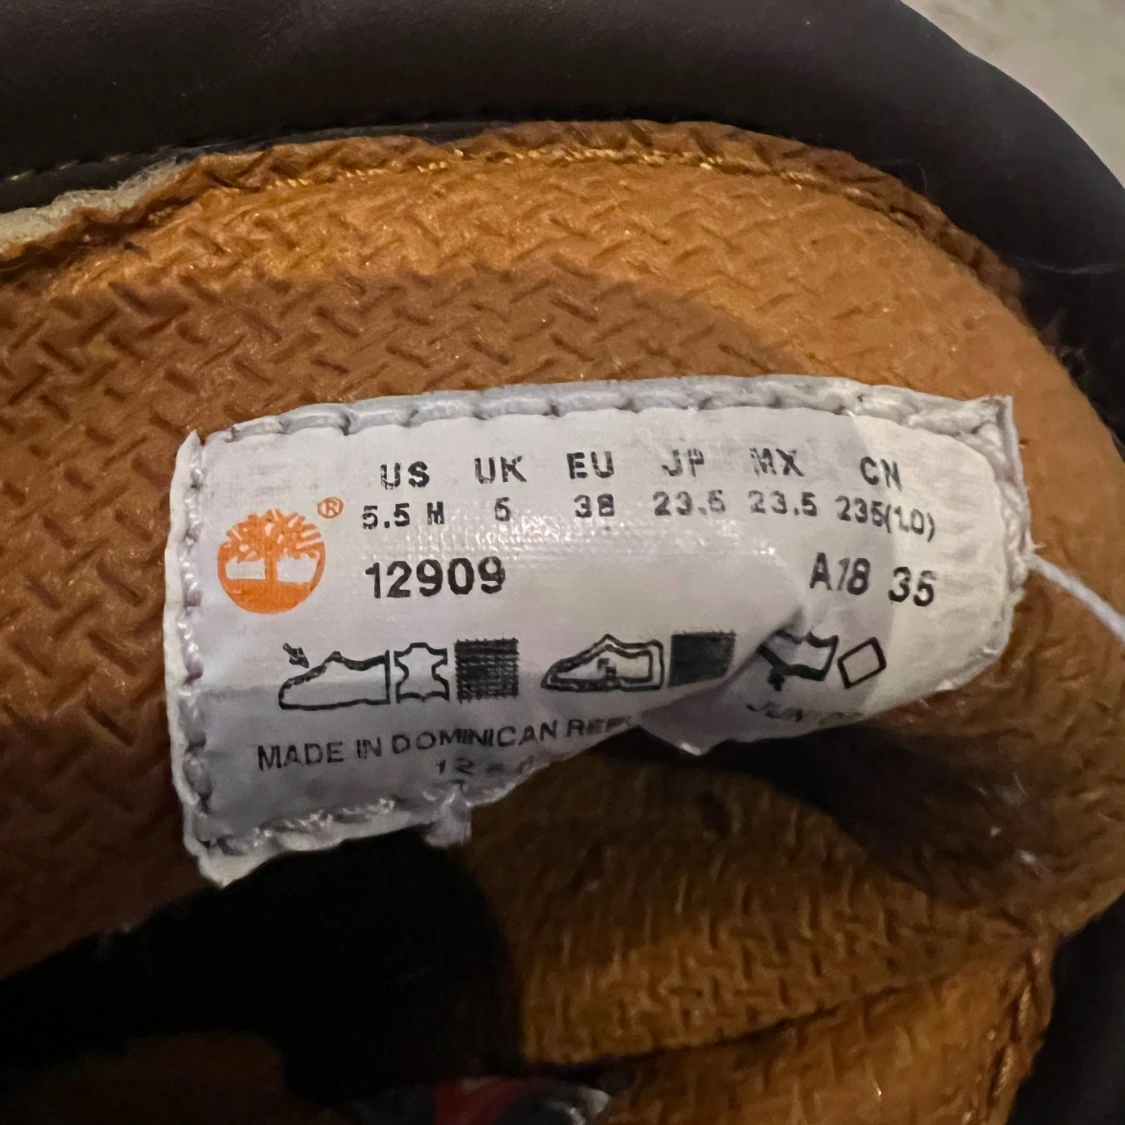 US UK EU JP MX CN
5.5 M 5 38 23.5 23.5 235(1.0)
®
12909 A18 35
MADE IN DOMINICAN